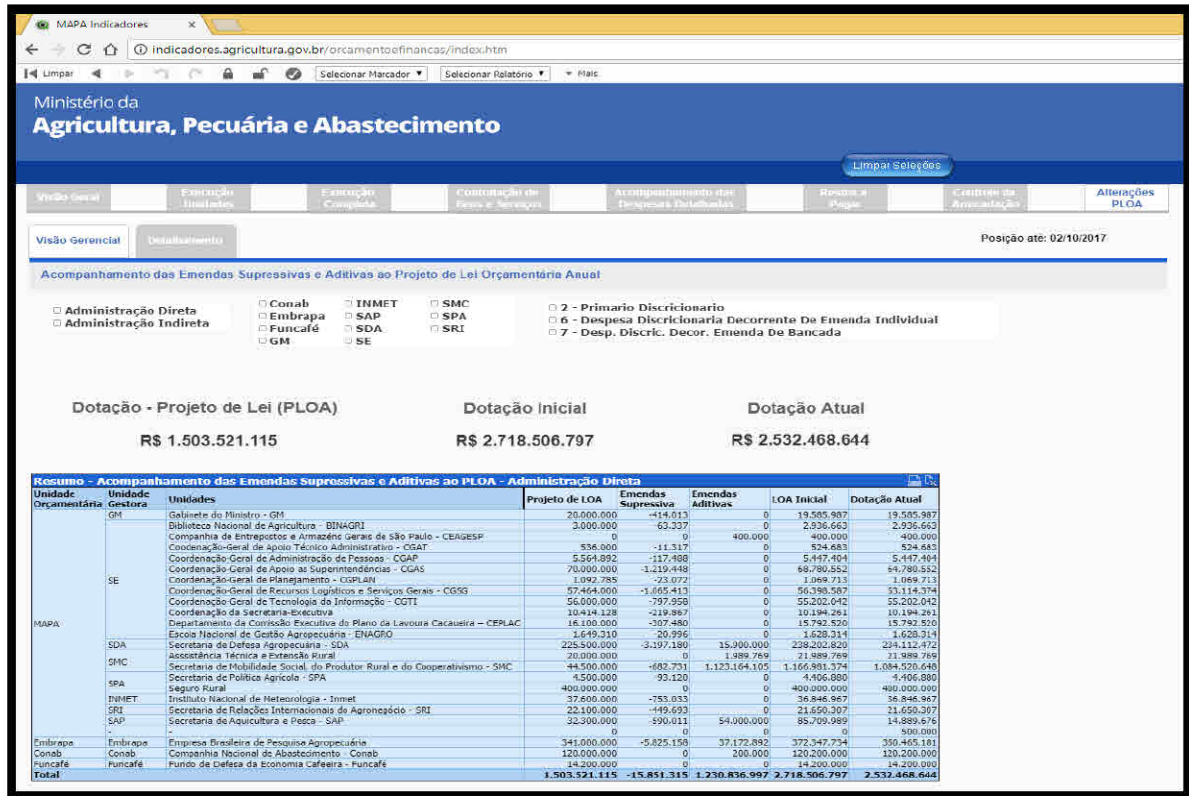 MAPA Indicadores
indicadores.agricultura.gov.br/orcamentoefinancas/index.htm
Limpar Selecionar Marcador Selecionar Relatório Mais
Ministério da
Agricultura, Pecuária e Abastecimento
Limpar Seleções
Visão Geral Execução Unidades Execução Completa Contratação de Bens e Serviços Acompanhamento das Despesas Detalhadas Restos a Pagar Controle da Arrecadação Alterações PLOA
Visão Gerencial Detalhamento Posição até: 02/10/2017
Acompanhamento das Emendas Supressivas e Aditivas ao Projeto de Lei Orçamentária Anual
Administração Direta
Administração Indireta
Conab INMET SMC
Embrapa SAP SPA
Funcafé SDA SRI
GM SE
2 - Primario Discricionario
6 - Despesa Discricionaria Decorrente De Emenda Individual
7 - Desp. Discric. Decor. Emenda De Bancada
Dotação - Projeto de Lei (PLOA) Dotação Inicial Dotação Atual
R$ 1.503.521.115 R$ 2.718.506.797 R$ 2.532.468.644
Resumo - Acompanhamento das Emendas Supressivas e Aditivas ao PLOA - Administração Direta
Unidade Orçamentária Unidade Gestora Unidades Projeto de LOA Emendas Supressiva Emendas Aditivas LOA Inicial Dotação Atual
GM Gabinete do Ministro - GM 20.000.000 -414.013 0 19.585.987 19.585.987
Biblioteca Nacional de Agricultura - BINAGRI 3.000.000 -63.337 0 2.936.663 2.936.663
Companhia de Entrepostos e Armazéns Gerais de São Paulo - CEAGESP 0 0 400.000 400.000 400.000
Coodenação-Geral de Apoio Técnico Administrativo - CGAT 536.000 -11.317 0 524.683 524.683
Coordenação-Geral de Administração de Pessoas - CGAP 5.564.892 -117.488 0 5.447.404 5.447.404
Coordenação-Geral de Apoio as Superintendências - CGAS 70.000.000 -1.219.448 0 68.780.552 64.780.552
SE Coordenação-Geral de Planejamento - CGPLAN 1.092.785 -23.072 0 1.069.713 1.069.713
Coordenação-Geral de Recursos Logísticos e Serviços Gerais - CGSG 57.464.000 -1.065.413 0 56.398.587 53.114.374
Coordenação-Geral de Tecnologia da Informação - CGTI 56.000.000 -797.958 0 55.202.042 55.202.042
Coordenação da Secretaria-Executiva 10.414.128 -219.867 0 10.194.261 10.194.261
MAPA Departamento da Comissão Executiva do Plano da Lavoura Cacaueira – CEPLAC 16.100.000 -307.480 0 15.792.520 15.792.520
Escola Nacional de Gestão Agropecuária - ENAGRO 1.649.310 -20.996 0 1.628.314 1.628.314
SDA Secretaria de Defesa Agropecuária - SDA 225.500.000 -3.197.180 15.900.000 238.202.820 234.112.472
SMC Assistência Técnica e Extensão Rural 20.000.000 0 1.989.769 21.989.769 21.989.769
Secretaria de Mobilidade Social, do Produtor Rural e do Cooperativismo - SMC 44.500.000 -682.731 1.123.164.105 1.166.981.374 1.084.520.648
SPA Secretaria de Política Agrícola - SPA 4.500.000 -93.120 0 4.406.880 4.406.880
Seguro Rural 400.000.000 0 0 400.000.000 400.000.000
INMET Instituto Nacional de Meteorologia - Inmet 37.600.000 -753.033 0 36.846.967 36.846.967
SRI Secretaria de Relações Internacionais do Agronegócio - SRI 22.100.000 -449.693 0 21.650.307 21.650.307
SAP Secretaria de Aquicultura e Pesca - SAP 32.300.000 -590.011 54.000.000 85.709.989 14.889.676
- - 0 0 0 0 500.000
Embrapa Embrapa Empresa Brasileira de Pesquisa Agropecuária 341.000.000 -5.825.158 37.172.892 372.347.734 350.465.181
Conab Conab Companhia Nacional de Abastecimento - Conab 120.000.000 0 200.000 120.200.000 120.200.000
Funcafé Funcafé Fundo de Defesa da Economia Cafeeira - Funcafé 14.200.000 0 0 14.200.000 14.200.000
Total 1.503.521.115 -15.851.315 1.230.836.997 2.718.506.797 2.532.468.644